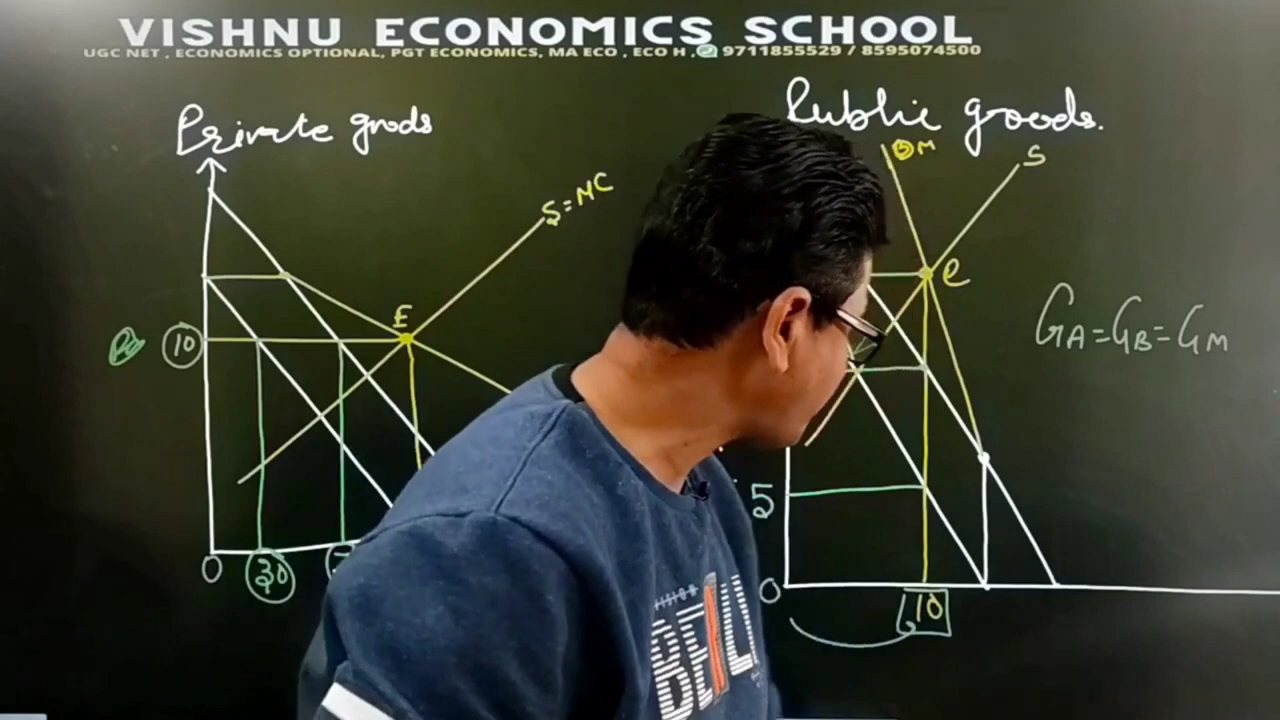 VISHNU ECONOMICS SCHOOL
UGC NET , ECONOMICS OPTIONAL, PGT ECONOMICS, MA ECO , ECO H , 9711855529 / 8595074500
Private goods
S = MC
E
10
0
30
Public goods.
DM
S
e
GA = GB = GM
5
0
10
BE